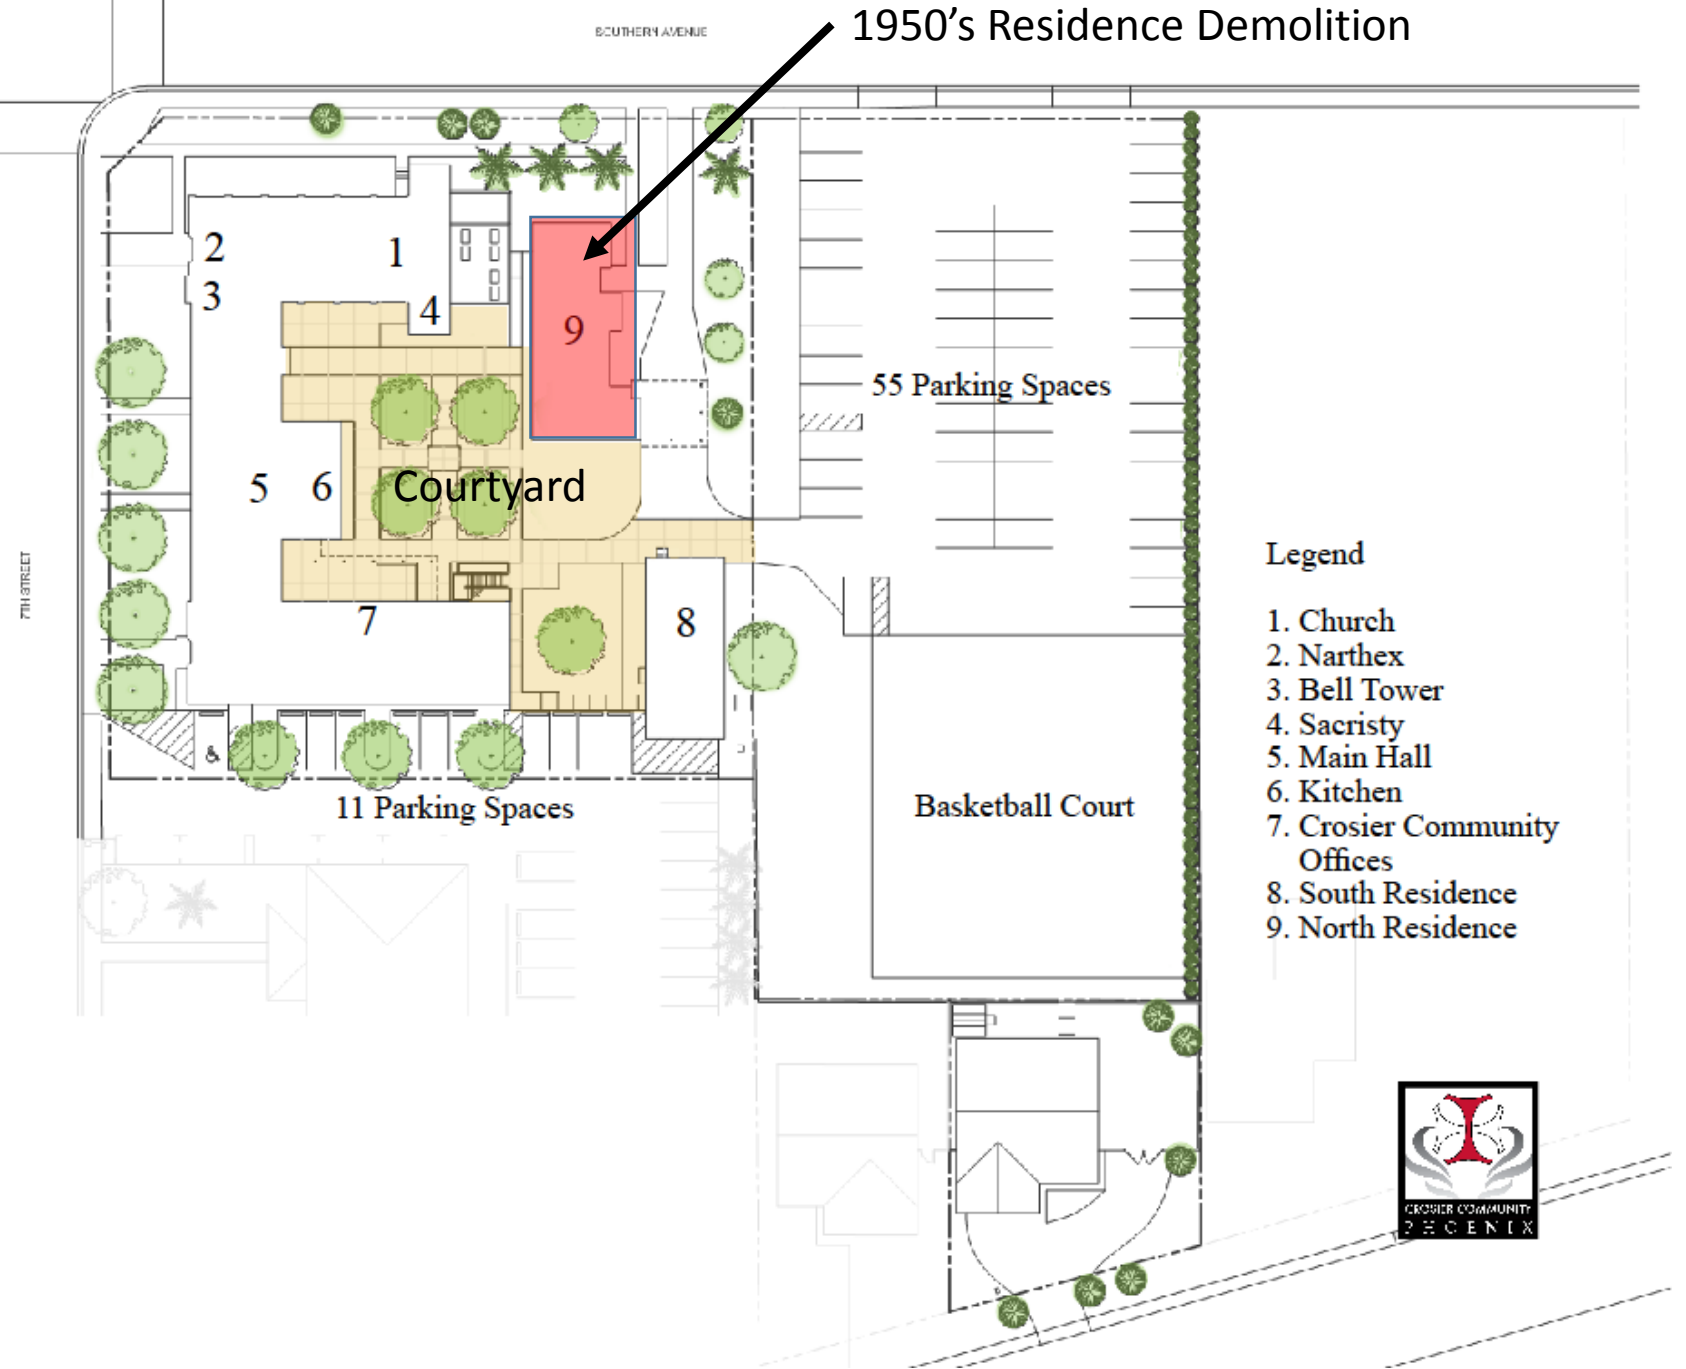 1950's Residence Demolition
SOUTHERN AVENUE
2
1
3
4
9
55 Parking Spaces
Courtyard
5
6
7TH STREET
7
8
11 Parking Spaces
Basketball Court
Legend
1. Church
2. Narthex
3. Bell Tower
4. Sacristy
5. Main Hall
6. Kitchen
7. Crosier Community
Offices
8. South Residence
9. North Residence
CROSIER COMMUNITY
PHOENIX